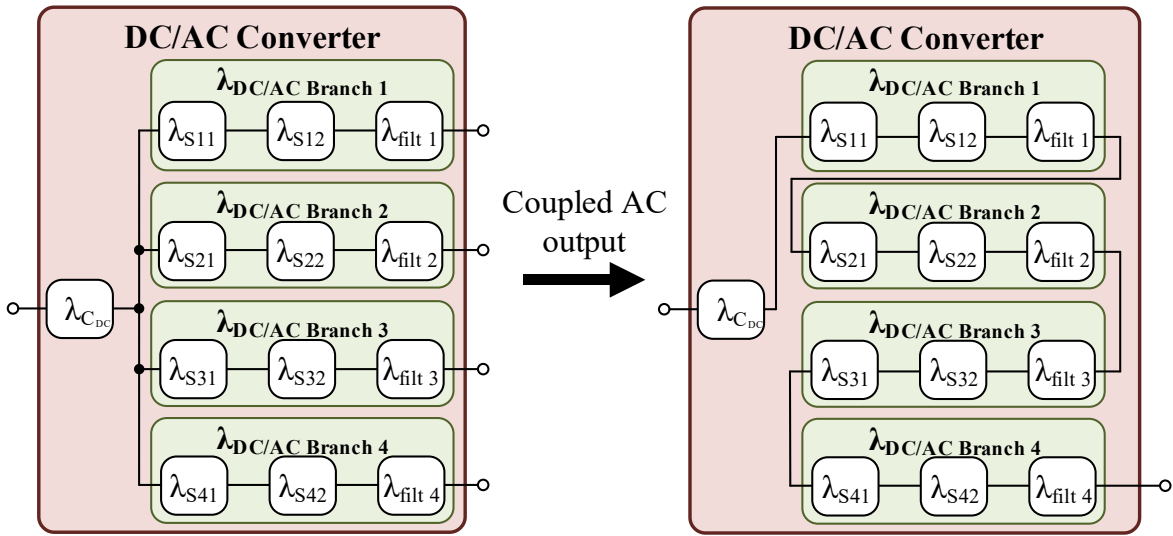 DC/AC Converter
λDC/AC Branch 1
λS11 λS12 λfilt 1
λDC/AC Branch 2
λS21 λS22 λfilt 2
λCDC
λDC/AC Branch 3
λS31 λS32 λfilt 3
λDC/AC Branch 4
λS41 λS42 λfilt 4
Coupled AC
output
DC/AC Converter
λDC/AC Branch 1
λS11 λS12 λfilt 1
λDC/AC Branch 2
λS21 λS22 λfilt 2
λCDC
λDC/AC Branch 3
λS31 λS32 λfilt 3
λDC/AC Branch 4
λS41 λS42 λfilt 4